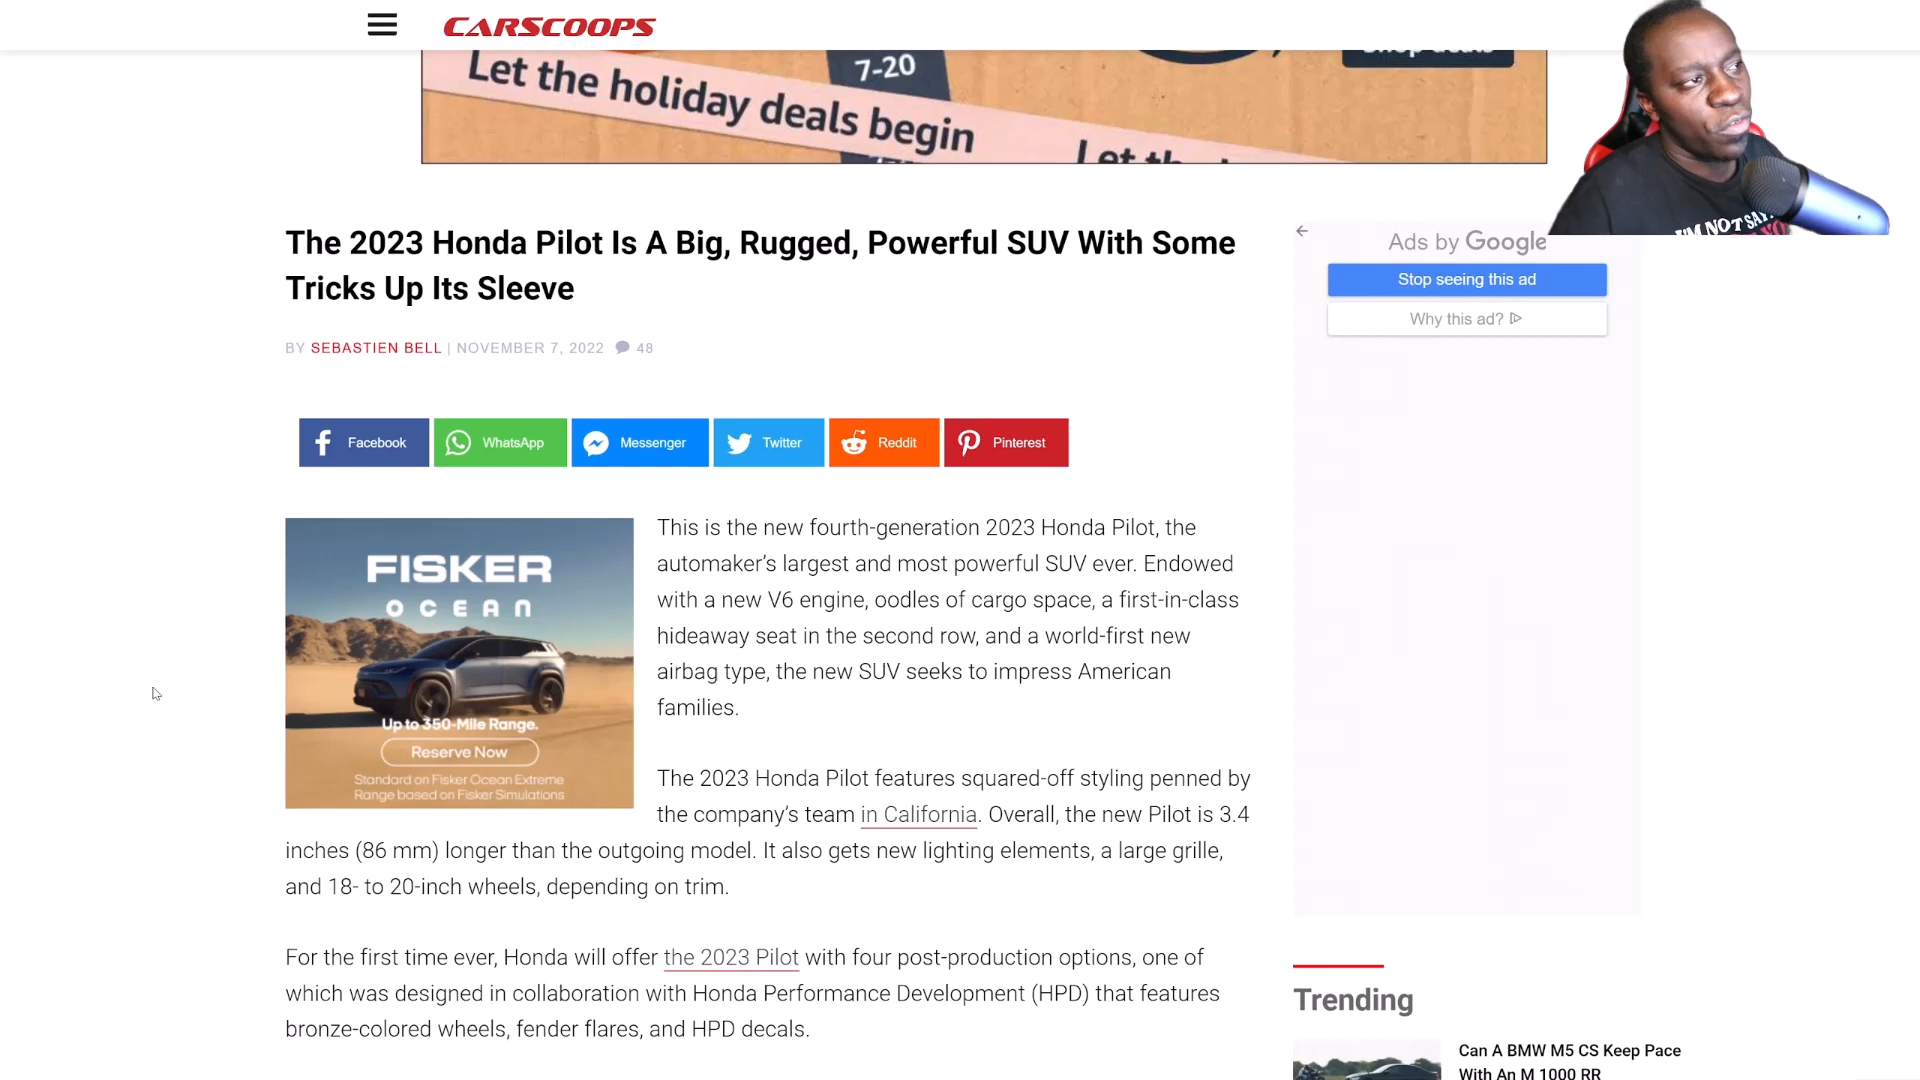 CARSCOOPS
Let the holiday deals begin
7-20
The 2023 Honda Pilot Is A Big, Rugged, Powerful SUV With Some
Tricks Up Its Sleeve
BY SEBASTIEN BELL | NOVEMBER 7, 2022 48
Facebook
WhatsApp
Messenger
Twitter
Reddit
Pinterest
FISKER
OCEAN
Up to 350-Mile Range.
Reserve Now
Standard on Fisker Ocean Extreme
Range based on Fisker Simulations
This is the new fourth-generation 2023 Honda Pilot, the
automaker’s largest and most powerful SUV ever. Endowed
with a new V6 engine, oodles of cargo space, a first-in-class
hideaway seat in the second row, and a world-first new
airbag type, the new SUV seeks to impress American
families.
The 2023 Honda Pilot features squared-off styling penned by
the company’s team in California. Overall, the new Pilot is 3.4
inches (86 mm) longer than the outgoing model. It also gets new lighting elements, a large grille,
and 18- to 20-inch wheels, depending on trim.
For the first time ever, Honda will offer the 2023 Pilot with four post-production options, one of
which was designed in collaboration with Honda Performance Development (HPD) that features
bronze-colored wheels, fender flares, and HPD decals.
Ads by Google
Stop seeing this ad
Why this ad?
I'M NOT
Trending
Can A BMW M5 CS Keep Pace
With An M 1000 RR